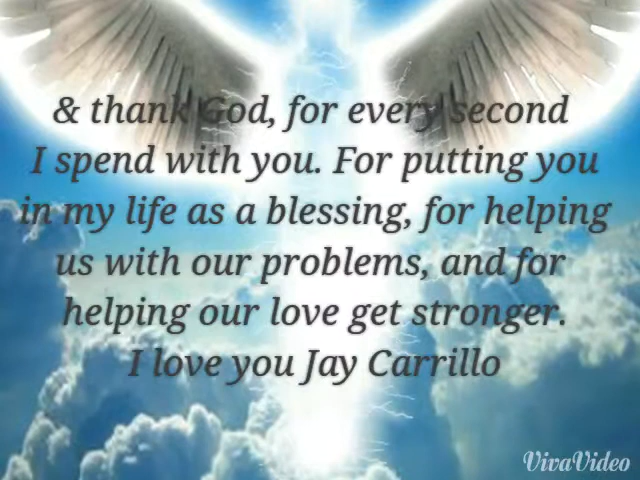 & thank God, for every second
I spend with you. For putting you
in my life as a blessing, for helping
us with our problems, and for
helping our love get stronger.
I love you Jay Carrillo
VivaVideo